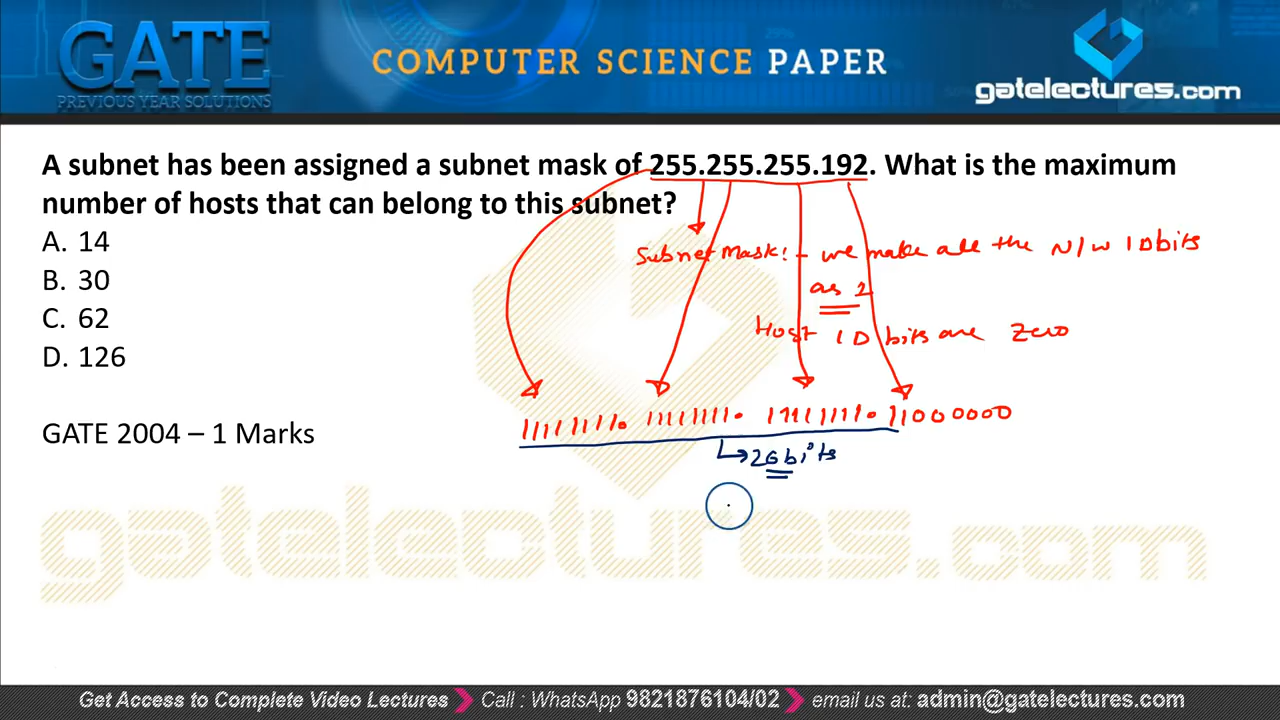 GATE
PREVIOUS YEAR SOLUTIONS
COMPUTER SCIENCE PAPER
gatelectures.com
A subnet has been assigned a subnet mask of 255.255.255.192. What is the maximum
number of hosts that can belong to this subnet?
A. 14
B. 30
C. 62
D. 126
Subnet Mask:- we make all the N/W ID bits
as 1
Host ID bits are Zero
11111111.11111111.11111111.11000000
26 bits
GATE 2004 – 1 Marks
gatelectures.com
Get Access to Complete Video Lectures Call : WhatsApp 9821876104/02 email us at: admin@gatelectures.com